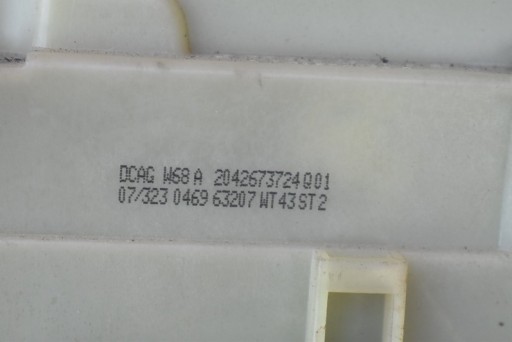 DCAG W68 A 2042673724 Q01
07/323 0469 63207 WT43 ST2